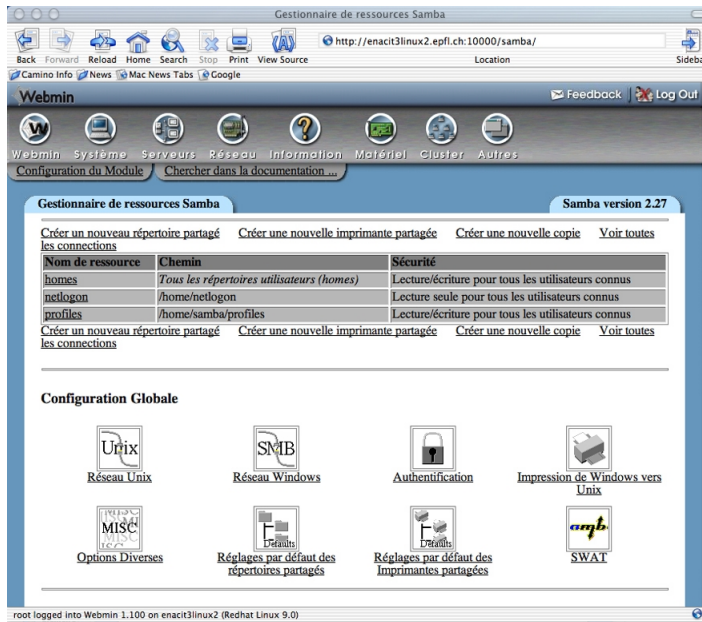 Gestionnaire de ressources Samba
http://enacit3linux2.epfl.ch:10000/samba/
Back Forward Reload Home Search Stop Print View Source Location Sideba
Camino Info News Mac News Tabs Google
Webmin Feedback | Log Out
Webmin Système Serveurs Réseau Information Matériel Cluster Autres
Configuration du Module Chercher dans la documentation ...
Gestionnaire de ressources Samba Samba version 2.27
Créer un nouveau répertoire partagé Créer une nouvelle imprimante partagée Créer une nouvelle copie Voir toutes
les connections
Nom de ressource Chemin Sécurité
homes Tous les répertoires utilisateurs (homes) Lecture/écriture pour tous les utilisateurs connus
netlogon /home/netlogon Lecture seule pour tous les utilisateurs connus
profiles /home/samba/profiles Lecture/écriture pour tous les utilisateurs connus
Créer un nouveau répertoire partagé Créer une nouvelle imprimante partagée Créer une nouvelle copie Voir toutes
les connections
Configuration Globale
Unix SMB
Réseau Unix Réseau Windows Authentification Impression de Windows vers
Unix
MISC Defaults Defaults amb
Options Diverses Réglages par défaut des Réglages par défaut des SWAT
répertoires partagés Imprimantes partagées
root logged into Webmin 1.100 on enacit3linux2 (Redhat Linux 9.0)